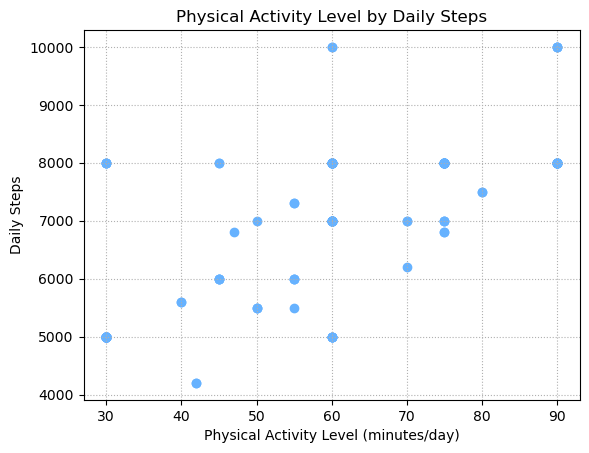 Physical Activity Level by Daily Steps
10000
9000
8000
7000
6000
5000
4000
Daily Steps
30 40 50 60 70 80 90
Physical Activity Level (minutes/day)